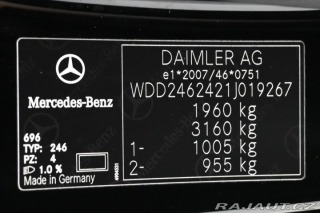 DAIMLER AG
e1*2007/46*0751
WDD2462421J019267
1960 kg
3160 kg
1- 1005 kg
2- 955 kg
Mercedes-Benz
696
TYP: 246
PZ: 4
1.0 %
Made in Germany
RAJAUT.CZ